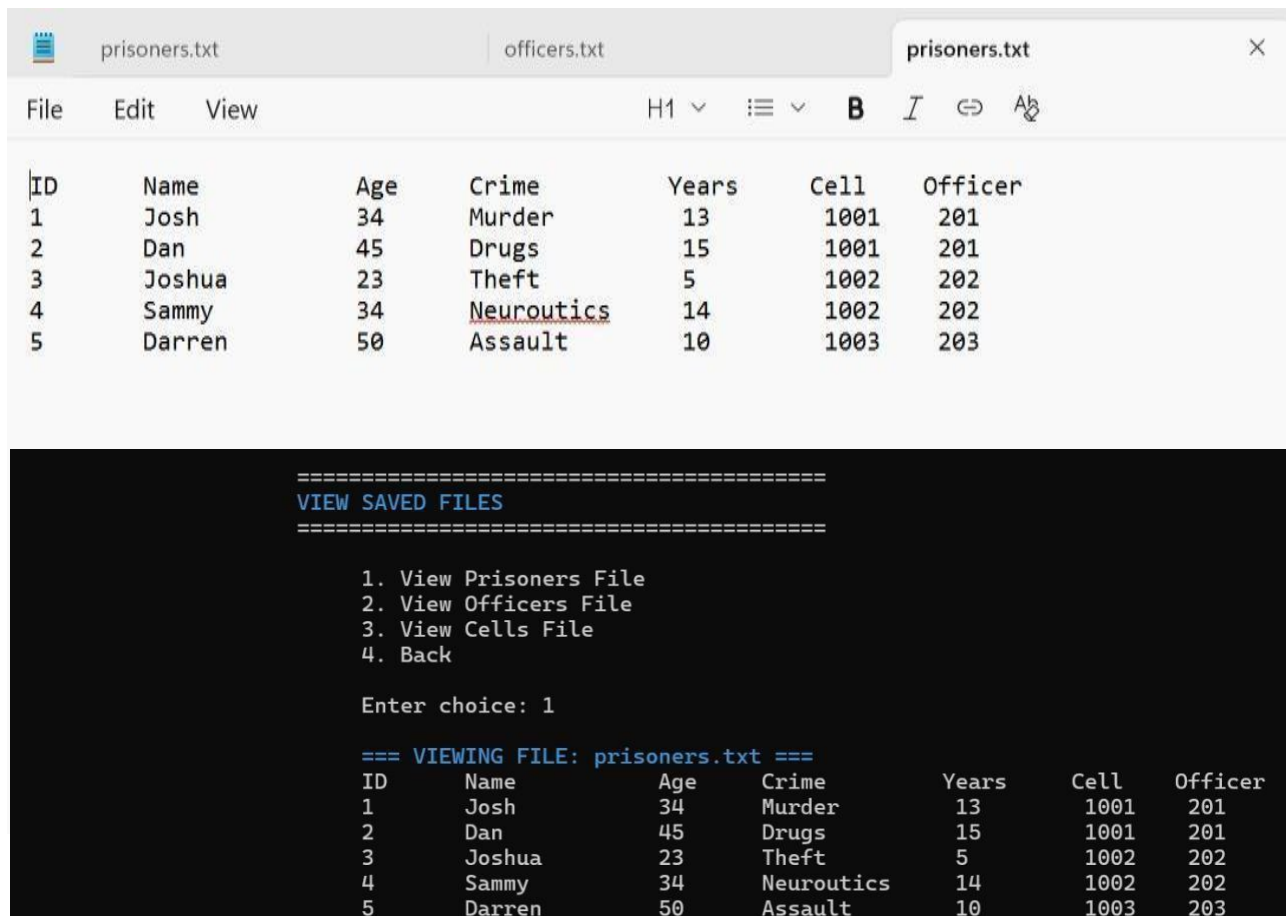 prisoners.txt officers.txt prisoners.txt
File Edit View H1 B I
ID Name Age Crime Years Cell Officer
1 Josh 34 Murder 13 1001 201
2 Dan 45 Drugs 15 1001 201
3 Joshua 23 Theft 5 1002 202
4 Sammy 34 Neuroutics 14 1002 202
5 Darren 50 Assault 10 1003 203
========================================
VIEW SAVED FILES
========================================
1. View Prisoners File
2. View Officers File
3. View Cells File
4. Back
Enter choice: 1
=== VIEWING FILE: prisoners.txt ===
ID Name Age Crime Years Cell Officer
1 Josh 34 Murder 13 1001 201
2 Dan 45 Drugs 15 1001 201
3 Joshua 23 Theft 5 1002 202
4 Sammy 34 Neuroutics 14 1002 202
5 Darren 50 Assault 10 1003 203